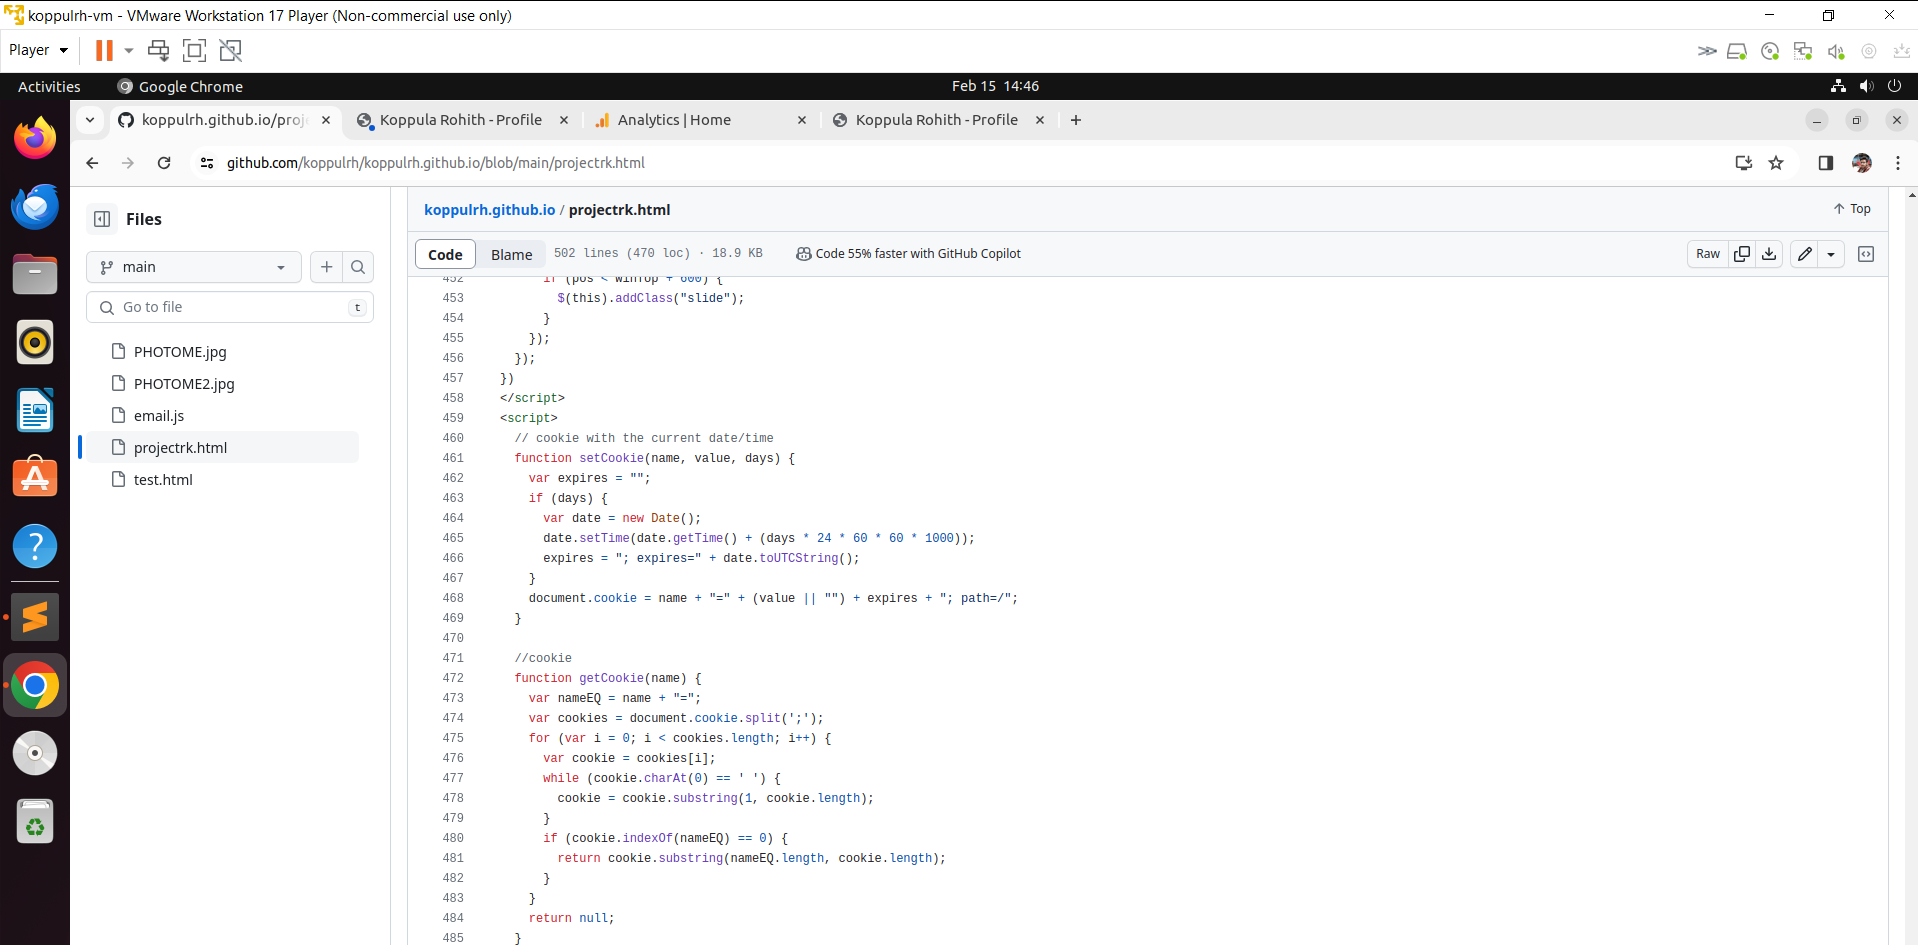 koppulrh-vm - VMware Workstation 17 Player (Non-commercial use only)
Player
Activities
Google Chrome
Feb 15 14:46
koppulrh.github.io/proj
Koppula Rohith - Profile
Analytics | Home
Koppula Rohith - Profile
github.com/koppulrh/koppulrh.github.io/blob/main/projectrk.html
Files
main
Go to file
t
PHOTOME.jpg
PHOTOME2.jpg
email.js
projectrk.html
test.html
koppulrh.github.io / projectrk.html
Top
Code
Blame
502 lines (470 loc) · 18.9 KB
Code 55% faster with GitHub Copilot
Raw
452 if (pos < winTop + 600) {
453 $(this).addClass("slide");
454 }
455 });
456 });
457 })
458 </script>
459 <script>
460 // cookie with the current date/time
461 function setCookie(name, value, days) {
462 var expires = "";
463 if (days) {
464 var date = new Date();
465 date.setTime(date.getTime() + (days * 24 * 60 * 60 * 1000));
466 expires = "; expires=" + date.toUTCString();
467 }
468 document.cookie = name + "=" + (value || "") + expires + "; path=/";
469 }
470
471 //cookie
472 function getCookie(name) {
473 var nameEQ = name + "=";
474 var cookies = document.cookie.split(';');
475 for (var i = 0; i < cookies.length; i++) {
476 var cookie = cookies[i];
477 while (cookie.charAt(0) == ' ') {
478 cookie = cookie.substring(1, cookie.length);
479 }
480 if (cookie.indexOf(nameEQ) == 0) {
481 return cookie.substring(nameEQ.length, cookie.length);
482 }
483 }
484 return null;
485 }